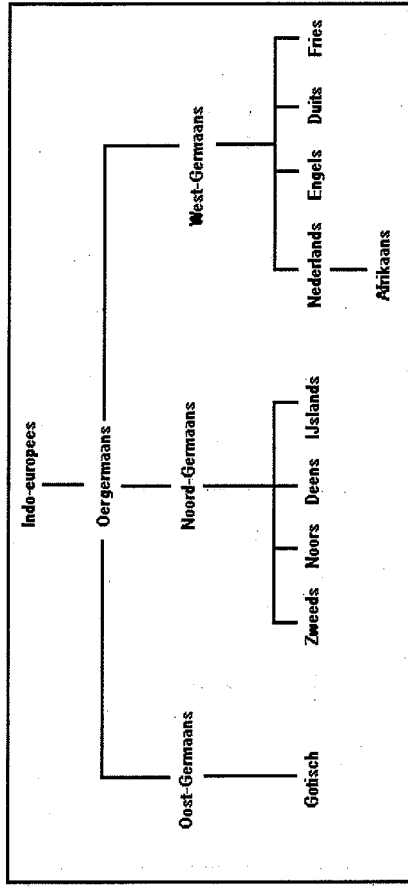 Indo-europees
Oergermaans
Oost-Germaans Noord-Germaans West-Germaans
Gotisch Zweeds Noors Deens IJslands Nederlands Engels Duits Fries
Afrikaans